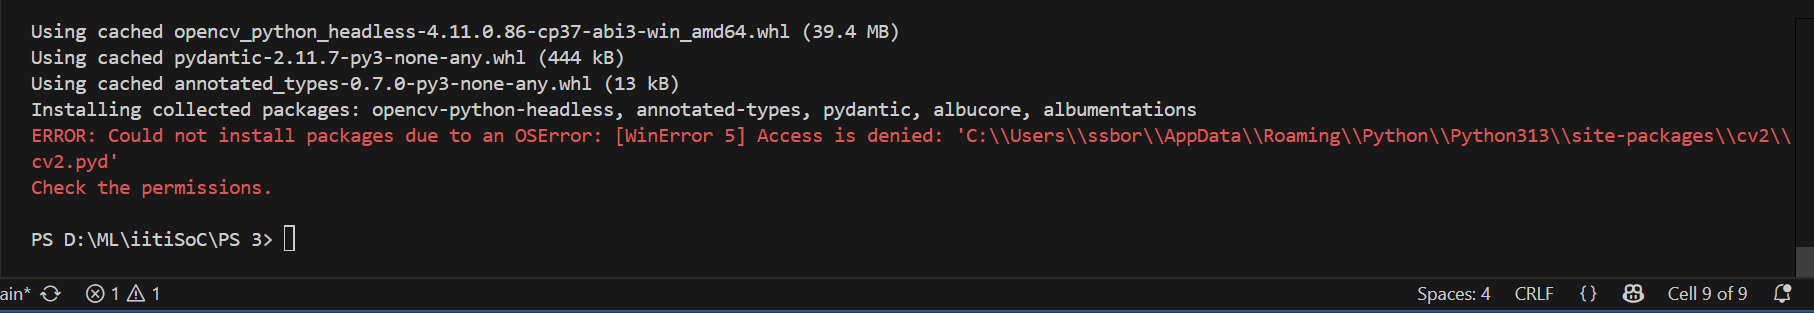 Using cached opencv_python_headless-4.11.0.86-cp37-abi3-win_amd64.whl (39.4 MB)
Using cached pydantic-2.11.7-py3-none-any.whl (444 kB)
Using cached annotated_types-0.7.0-py3-none-any.whl (13 kB)
Installing collected packages: opencv-python-headless, annotated-types, pydantic, albucore, albumentations
ERROR: Could not install packages due to an OSError: [WinError 5] Access is denied: 'C:\\Users\\ssbor\\AppData\\Roaming\\Python\\Python313\\site-packages\\cv2\\
cv2.pyd'
Check the permissions.
PS D:\ML\iitiSoC\PS 3>
ain* 1 1 Spaces: 4 CRLF {} Cell 9 of 9